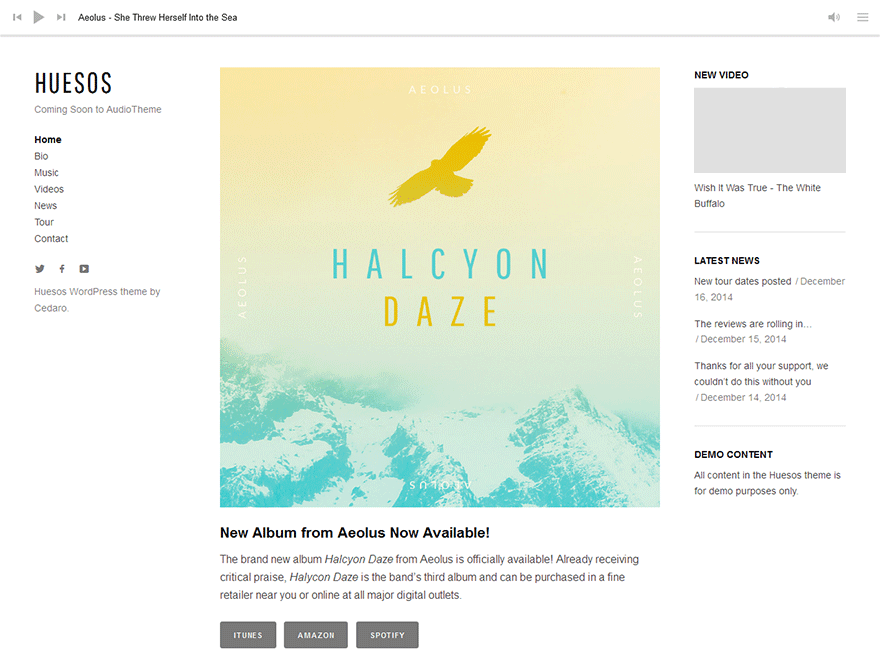 Aeolus - She Threw Herself Into the Sea
HUESOS
Coming Soon to AudioTheme
Home
Bio
Music
Videos
News
Tour
Contact
Huesos WordPress theme by
Cedaro.
AEOLUS
HALCYON
DAZE
AEOLUS
AEOLUS
AEOLUS
New Album from Aeolus Now Available!
The brand new album Halcyon Daze from Aeolus is officially available! Already receiving
critical praise, Halycon Daze is the band's third album and can be purchased in a fine
retailer near you or online at all major digital outlets.
ITUNES
AMAZON
SPOTIFY
NEW VIDEO
Wish It Was True - The White
Buffalo
LATEST NEWS
New tour dates posted / December
16, 2014
The reviews are rolling in…
/ December 15, 2014
Thanks for all your support, we
couldn't do this without you
/ December 14, 2014
DEMO CONTENT
All content in the Huesos theme is
for demo purposes only.